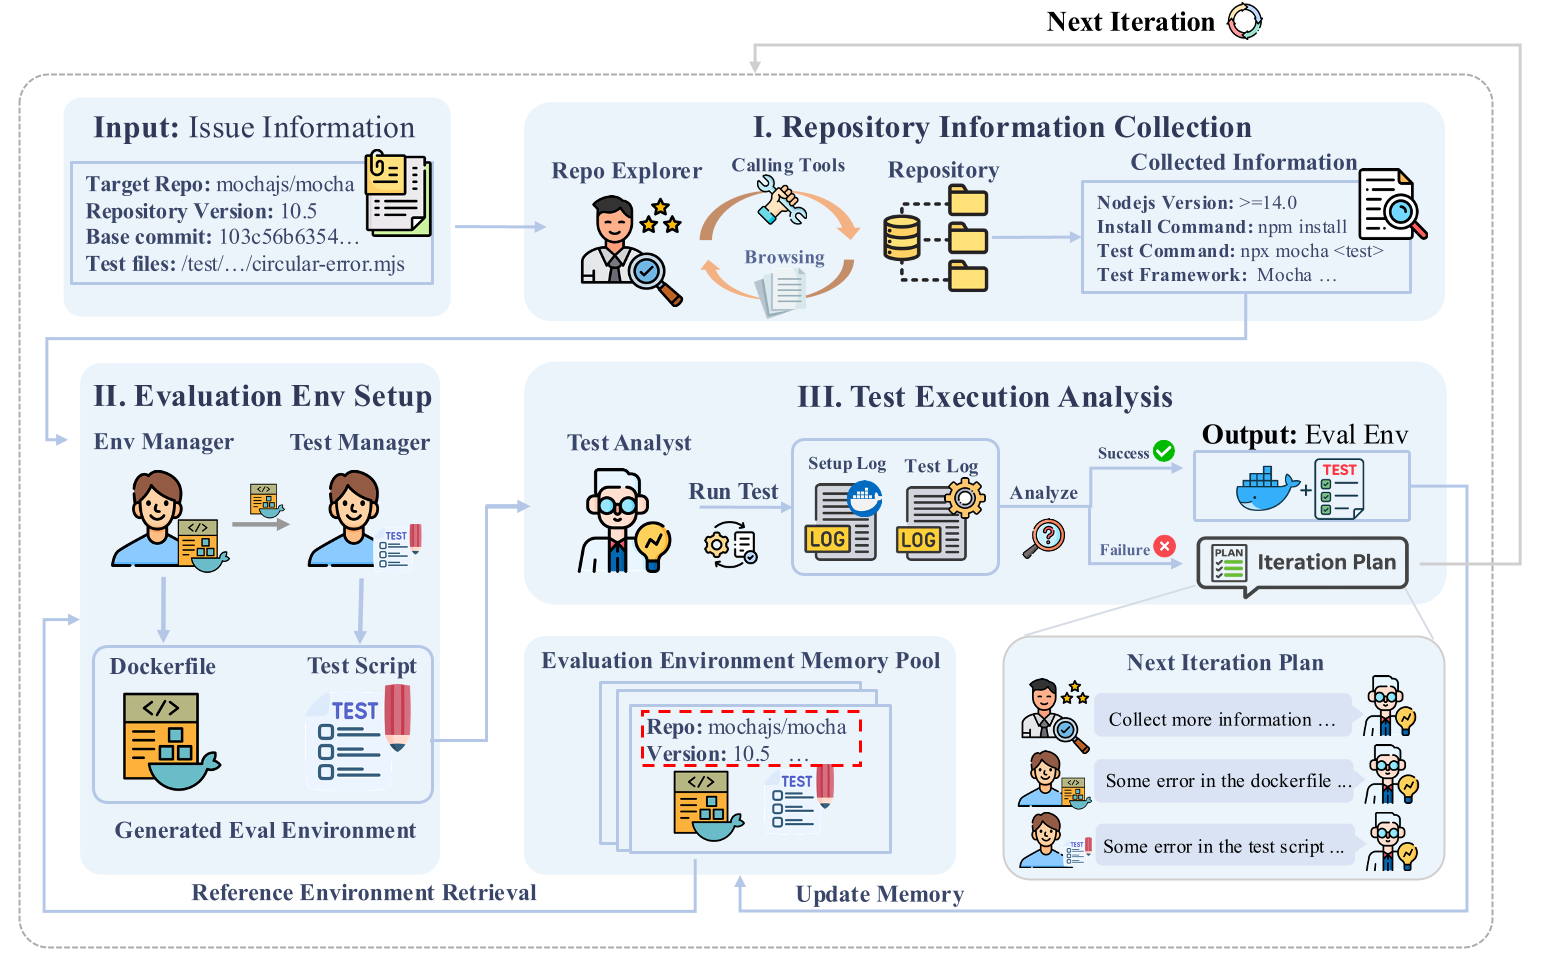 Next Iteration
Input: Issue Information
Target Repo: mochajs/mocha
Repository Version: 10.5
Base commit: 103c56b6354…
Test files: /test/…/circular-error.mjs
I. Repository Information Collection
Repo Explorer
Calling Tools
Browsing
Repository
Collected Information
Nodejs Version: >=14.0
Install Command: npm install
Test Command: npx mocha <test>
Test Framework: Mocha …
II. Evaluation Env Setup
Env Manager
Test Manager
</>
</>
TEST
Dockerfile
Test Script
</>
TEST
Generated Eval Environment
III. Test Execution Analysis
Test Analyst
Run Test
Setup Log
Test Log
LOG
LOG
Analyze
?
Success
Failure
Output: Eval Env
+
TEST
PLAN
Iteration Plan
Evaluation Environment Memory Pool
Repo: mochajs/mocha
Version: 10.5 …
</>
TEST
Next Iteration Plan
Collect more information …
Some error in the dockerfile ...
TEST
Some error in the test script ...
Reference Environment Retrieval
Update Memory